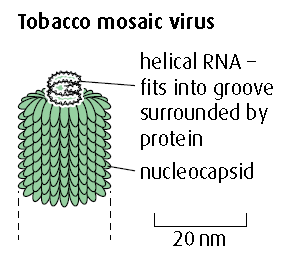 Tobacco mosaic virus
helical RNA –
fits into groove
surrounded by
protein
nucleocapsid
20 nm